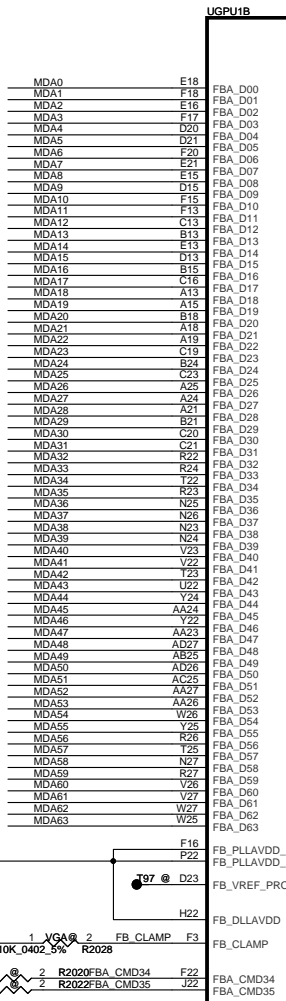 UGPU1B
MDA0 E18 FBA_D00
MDA1 F18 FBA_D01
MDA2 E16 FBA_D02
MDA3 F17 FBA_D03
MDA4 D20 FBA_D04
MDA5 D21 FBA_D05
MDA6 F20 FBA_D06
MDA7 E21 FBA_D07
MDA8 E15 FBA_D08
MDA9 D15 FBA_D09
MDA10 F15 FBA_D10
MDA11 F13 FBA_D11
MDA12 C13 FBA_D12
MDA13 B13 FBA_D13
MDA14 E13 FBA_D14
MDA15 D13 FBA_D15
MDA16 B15 FBA_D16
MDA17 C16 FBA_D17
MDA18 A13 FBA_D18
MDA19 A15 FBA_D19
MDA20 B18 FBA_D20
MDA21 A18 FBA_D21
MDA22 A19 FBA_D22
MDA23 C19 FBA_D23
MDA24 B24 FBA_D24
MDA25 C23 FBA_D25
MDA26 A25 FBA_D26
MDA27 A24 FBA_D27
MDA28 A21 FBA_D28
MDA29 B21 FBA_D29
MDA30 C20 FBA_D30
MDA31 C21 FBA_D31
MDA32 R22 FBA_D32
MDA33 R24 FBA_D33
MDA34 T22 FBA_D34
MDA35 R23 FBA_D35
MDA36 N25 FBA_D36
MDA37 N26 FBA_D37
MDA38 N23 FBA_D38
MDA39 N24 FBA_D39
MDA40 V23 FBA_D40
MDA41 V22 FBA_D41
MDA42 T23 FBA_D42
MDA43 U22 FBA_D43
MDA44 Y24 FBA_D44
MDA45 AA24 FBA_D45
MDA46 Y22 FBA_D46
MDA47 AA23 FBA_D47
MDA48 AD27 FBA_D48
MDA49 AB25 FBA_D49
MDA50 AD26 FBA_D50
MDA51 AC25 FBA_D51
MDA52 AA27 FBA_D52
MDA53 AA26 FBA_D53
MDA54 W26 FBA_D54
MDA55 Y25 FBA_D55
MDA56 R26 FBA_D56
MDA57 T25 FBA_D57
MDA58 N27 FBA_D58
MDA59 R27 FBA_D59
MDA60 V26 FBA_D60
MDA61 V27 FBA_D61
MDA62 W27 FBA_D62
MDA63 W25 FBA_D63
F16 FB_PLLAVDD_
P22 FB_PLLAVDD_
T97 @ D23 FB_VREF_PRO
H22 FB_DLLAVDD
1 VGA@ 2 FB_CLAMP F3 FB_CLAMP
10K_0402_5% R2028
@ 2 R2020 FBA_CMD34 F22 FBA_CMD34
@ 2 R2022 FBA_CMD35 J22 FBA_CMD35